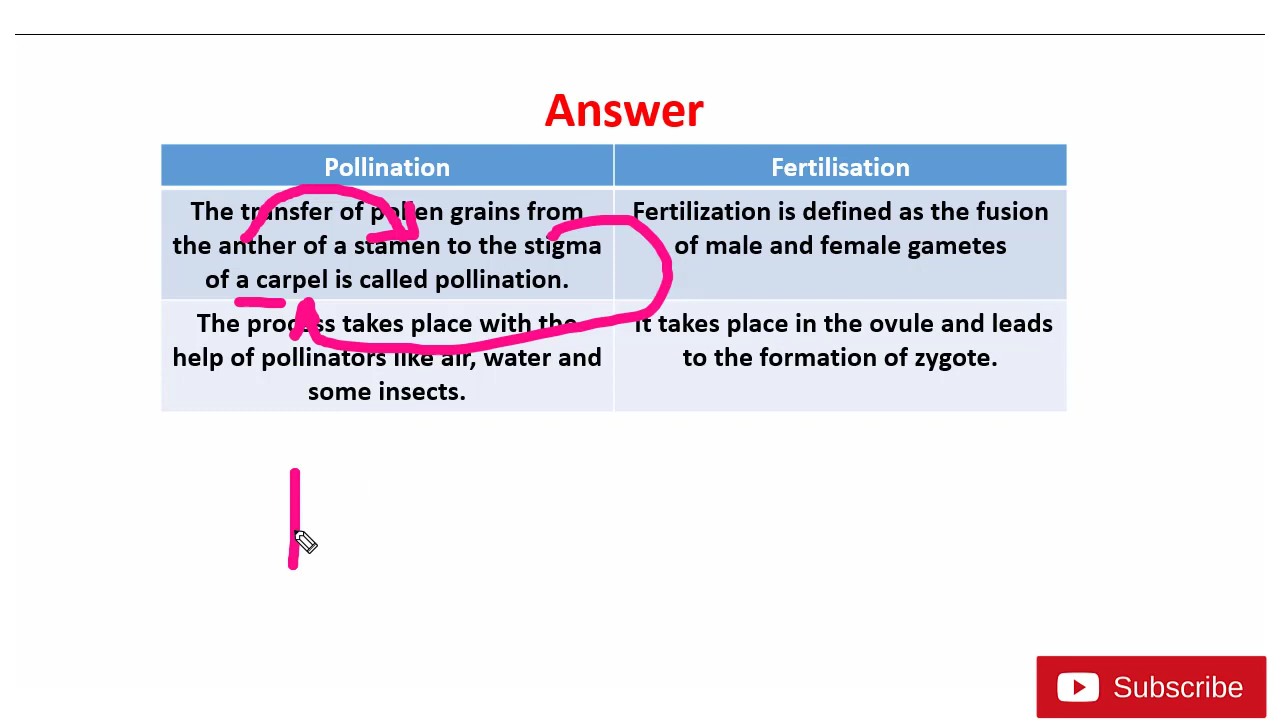 Answer
Pollination
Fertilisation
The transfer of pollen grains from
the anther of a stamen to the stigma
of a carpel is called pollination.
Fertilization is defined as the fusion
of male and female gametes
The process takes place with the
help of pollinators like air, water and
some insects.
It takes place in the ovule and leads
to the formation of zygote.
Subscribe